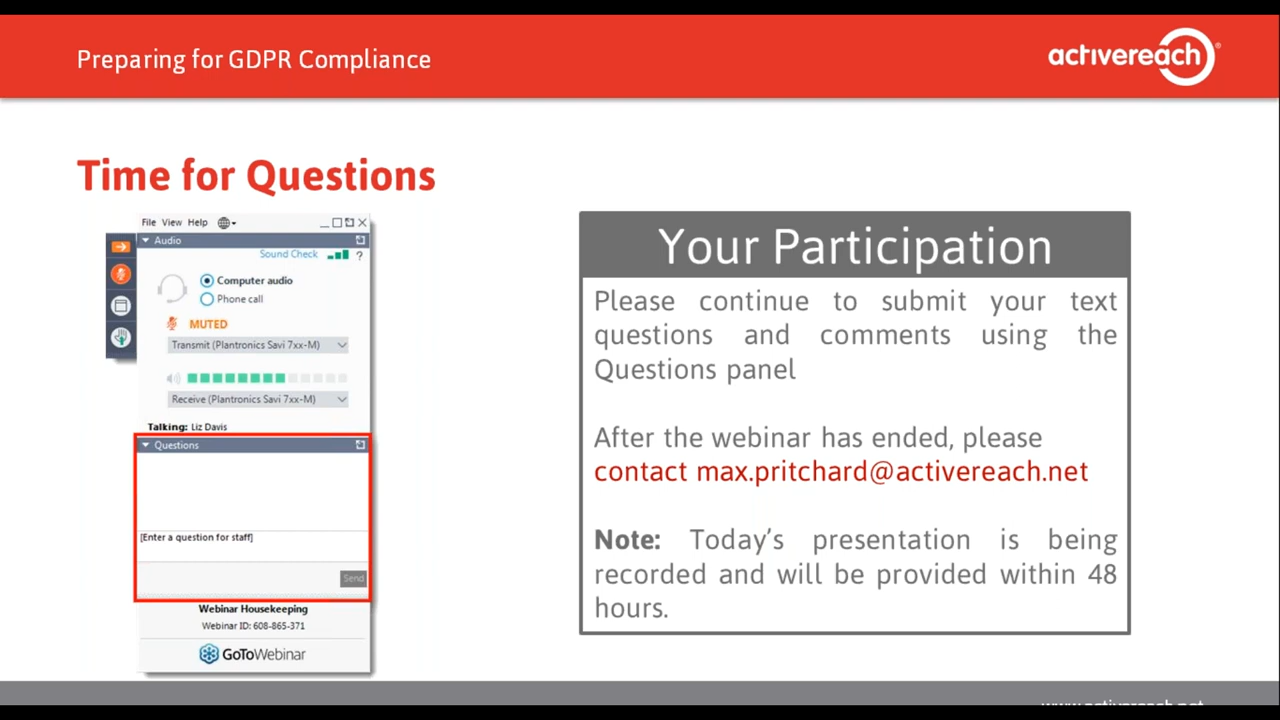 Preparing for GDPR Compliance
activereach®
Time for Questions
File View Help
Audio
Sound Check ?
Computer audio
Phone call
MUTED
Transmit (Plantronics Savi 7xx-M)
Receive (Plantronics Savi 7xx-M)
Talking: Liz Davis
Questions
[Enter a question for staff]
Send
Webinar Housekeeping
Webinar ID: 608-865-371
GoToWebinar
Your Participation
Please continue to submit your text
questions and comments using the
Questions panel
After the webinar has ended, please
contact max.pritchard@activereach.net
Note: Today's presentation is being
recorded and will be provided within 48
hours.
www.activereach.net